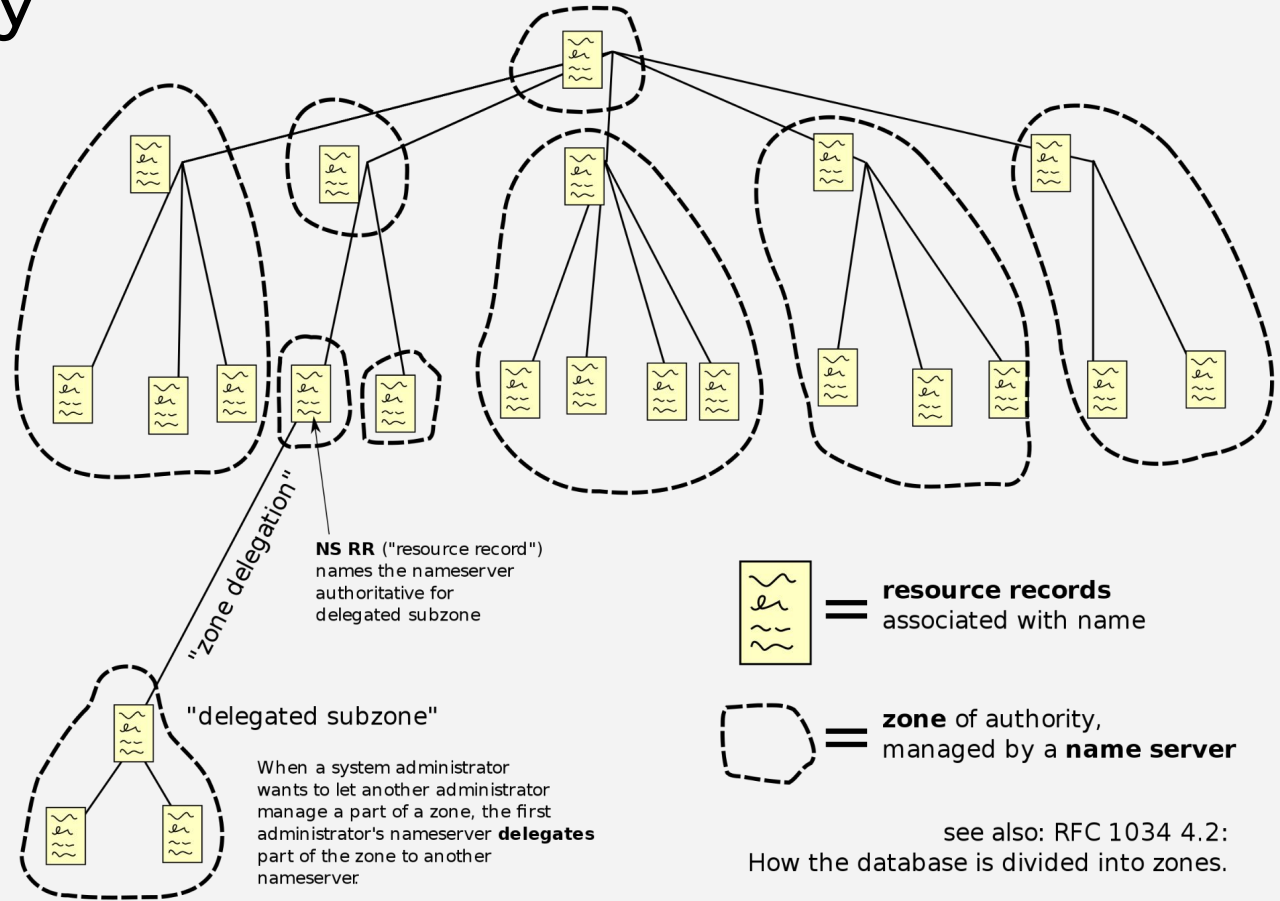 y
"zone delegation"
NS RR ("resource record")
names the nameserver
authoritative for
delegated subzone
resource records
associated with name
"delegated subzone"
zone of authority,
managed by a name server
When a system administrator
wants to let another administrator
manage a part of a zone, the first
administrator's nameserver delegates
part of the zone to another
nameserver.
see also: RFC 1034 4.2:
How the database is divided into zones.